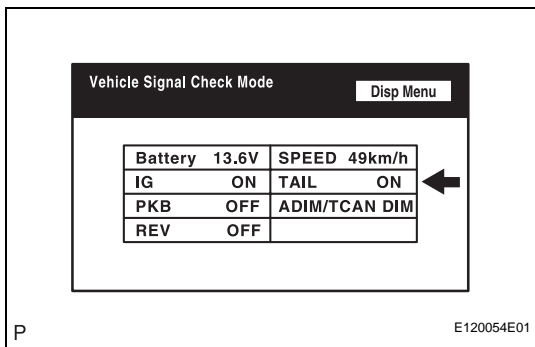 Vehicle Signal Check Mode
Disp Menu
Battery 13.6V SPEED 49km/h
IG ON TAIL ON
PKB OFF ADIM/TCAN DIM
REV OFF
P
E120054E01